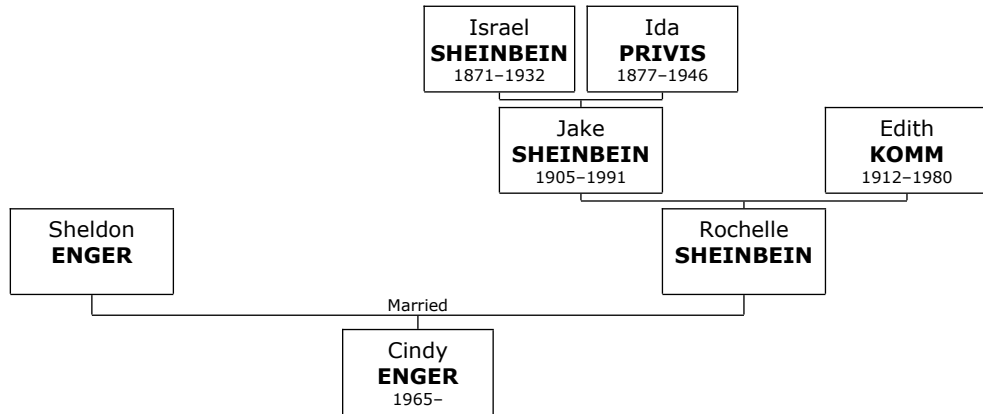 Israel
SHEINBEIN
1871–1932
Ida
PRIVIS
1877–1946
Jake
SHEINBEIN
1905–1991
Edith
KOMM
1912–1980
Sheldon
ENGER
Rochelle
SHEINBEIN
Married
Cindy
ENGER
1965–